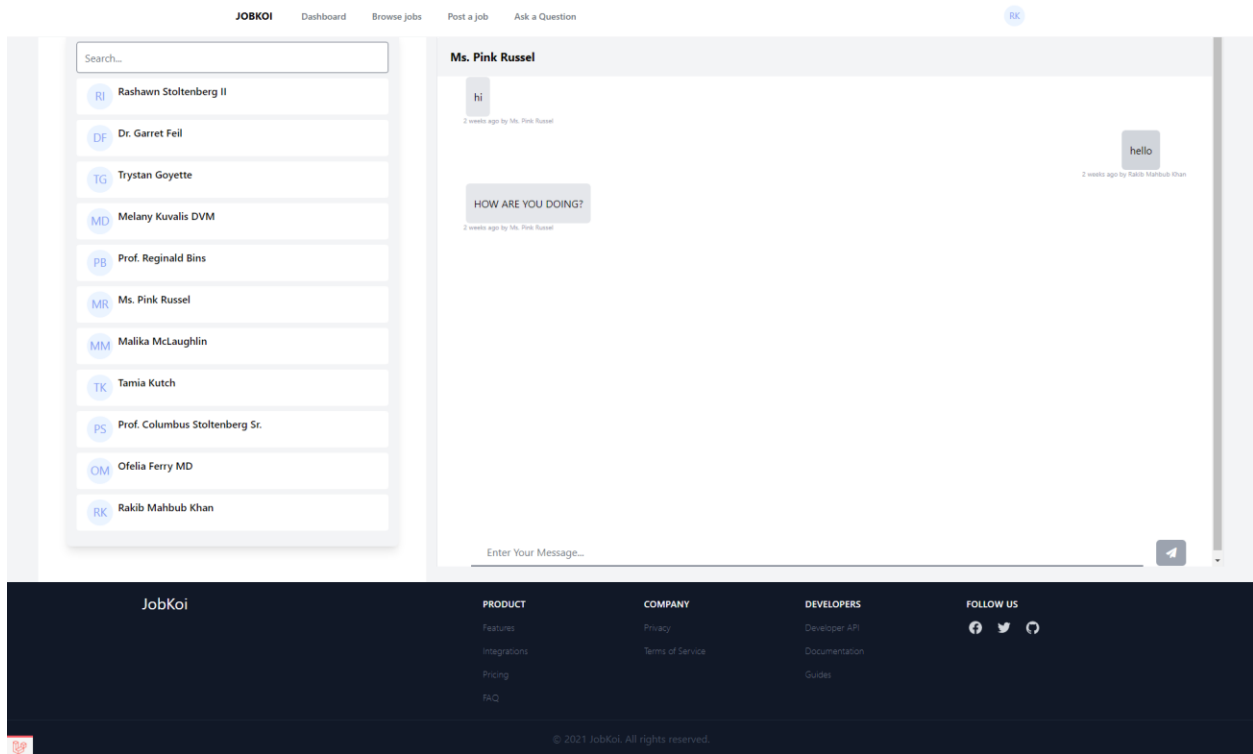 JOBKOI Dashboard Browse jobs Post a job Ask a Question RK
Search...
RI Rashawn Stoltenberg II
DF Dr. Garret Feil
TG Trystan Goyette
MD Melany Kuvalis DVM
PB Prof. Reginald Bins
MR Ms. Pink Russel
MM Malika McLaughlin
TK Tamia Kutch
PS Prof. Columbus Stoltenberg Sr.
OM Ofelia Ferry MD
RK Rakib Mahbub Khan
Ms. Pink Russel
hi
2 weeks ago by Ms. Pink Russel
hello
2 weeks ago by Rakib Mahbub Khan
HOW ARE YOU DOING?
2 weeks ago by Ms. Pink Russel
Enter Your Message...
JobKoi
PRODUCT
Features
Integrations
Pricing
FAQ
COMPANY
Privacy
Terms of Service
DEVELOPERS
Developer API
Documentation
Guides
FOLLOW US
© 2021 JobKoi. All rights reserved.